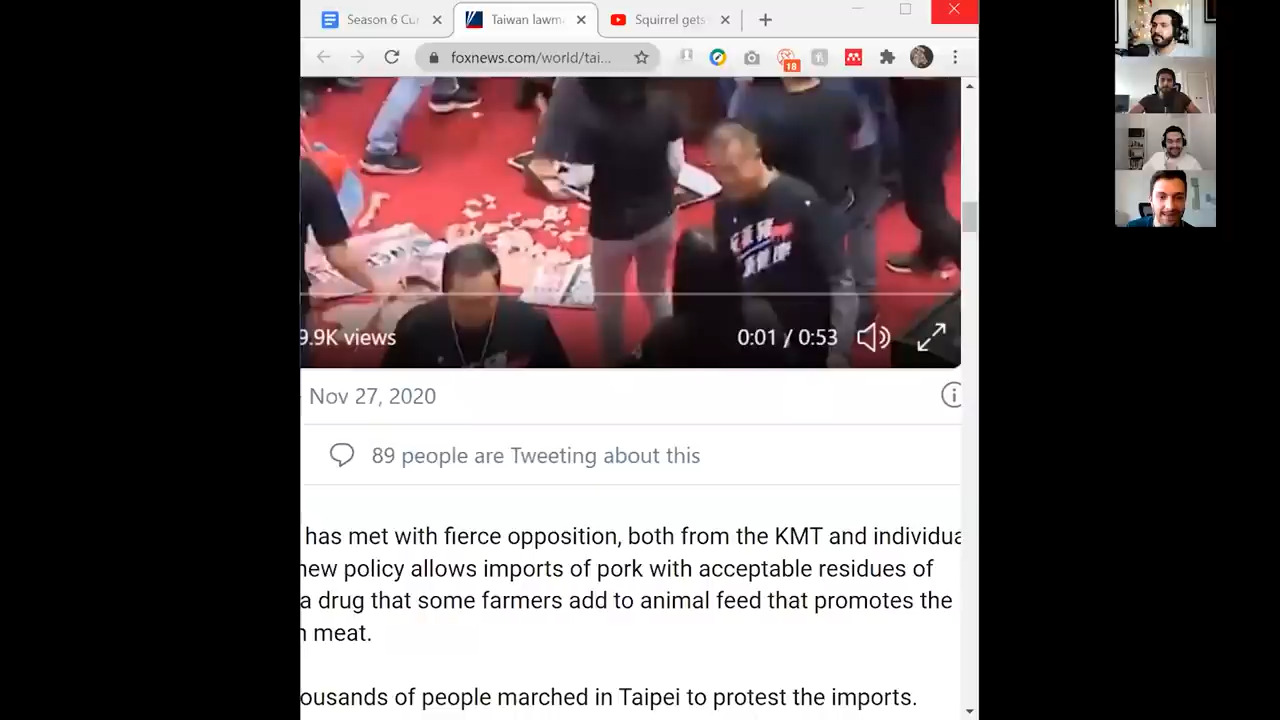 Season 6 Cu
Taiwan lawm
Squirrel gets
foxnews.com/world/tai...
18
9.9K views
0:01 / 0:53
Nov 27, 2020
89 people are Tweeting about this
has met with fierce opposition, both from the KMT and individua
new policy allows imports of pork with acceptable residues of
a drug that some farmers add to animal feed that promotes the
meat.
ousands of people marched in Taipei to protest the imports.